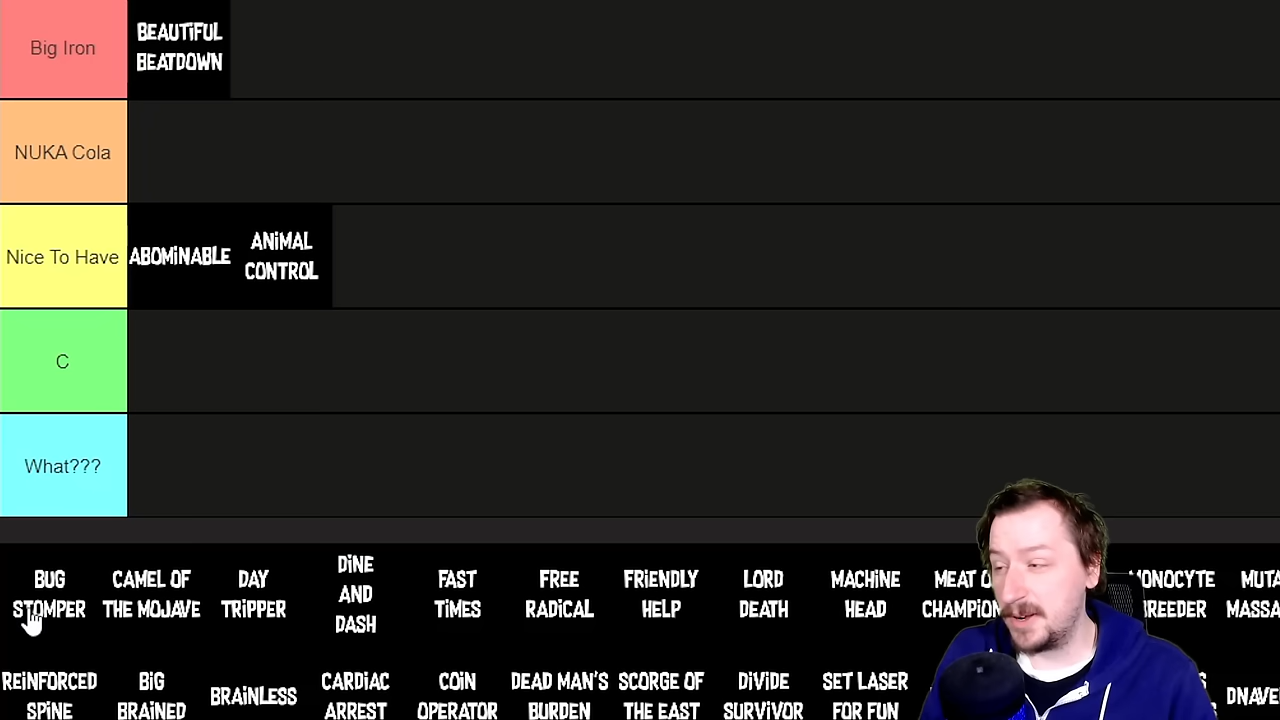 Big Iron
BEAUTIFUL
BEATDOWN
NUKA Cola
Nice To Have
ABOMINABLE
ANIMAL
CONTROL
C
What???
BUG
STOMPER
CAMEL OF
THE MOJAVE
DAY
TRIPPER
DINE
AND
DASH
FAST
TIMES
FREE
RADICAL
FRIENDLY
HELP
LORD
DEATH
MACHINE
HEAD
MEAT
CHAMPION
REINFORCED
SPINE
BIG
BRAINED
BRAINLESS
CARDIAC
ARREST
COIN
OPERATOR
DEAD MAN'S
BURDEN
SCORGE OF
THE EAST
DIVIDE
SURVIVOR
SET LASER
FOR FUN